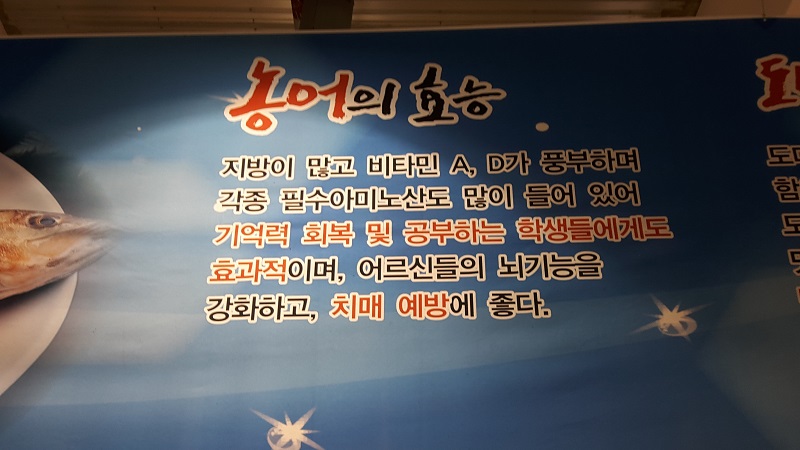 농어의 효능
지방이 많고 비타민 A, D가 풍부하며
각종 필수아미노산도 많이 들어 있어
기억력 회복 및 공부하는 학생들에게도
효과적이며, 어르신들의 뇌기능을
강화하고, 치매 예방에 좋다.